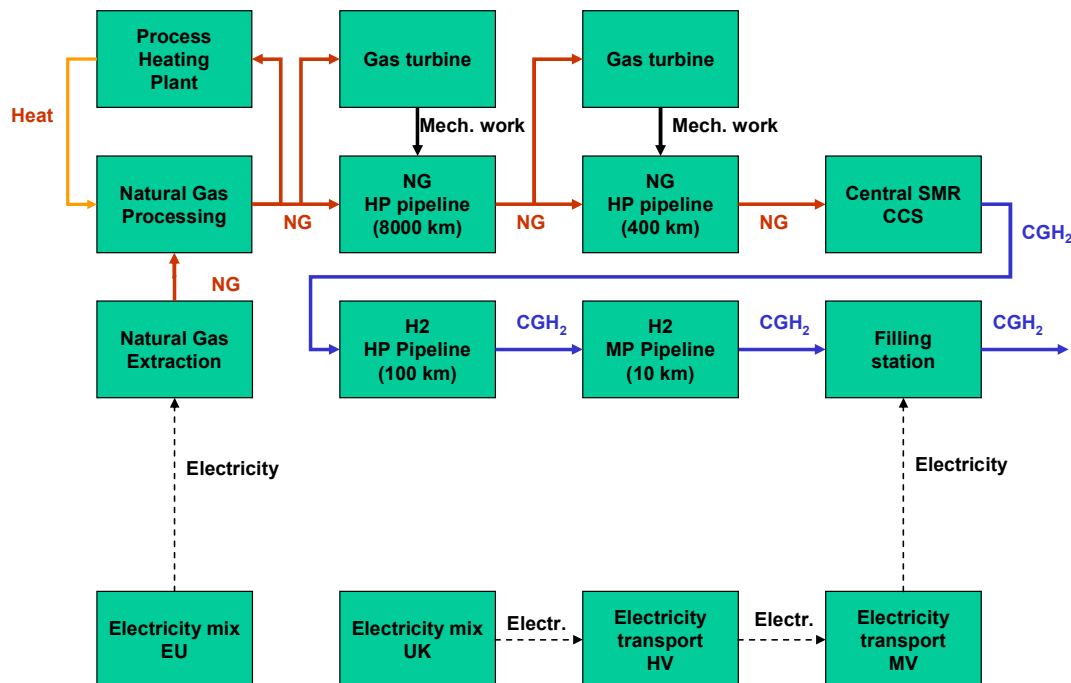 Process
Heating
Plant
Gas turbine
Gas turbine
Heat
Mech. work
Mech. work
Natural Gas
Processing
NG
NG
HP pipeline
(8000 km)
NG
NG
HP pipeline
(400 km)
NG
Central SMR
CCS
CGH₂
NG
Natural Gas
Extraction
H2
HP Pipeline
(100 km)
CGH₂
H2
MP Pipeline
(10 km)
CGH₂
Filling
station
CGH₂
Electricity
Electricity
Electricity mix
EU
Electricity mix
UK
Electr.
Electricity
transport
HV
Electr.
Electricity
transport
MV